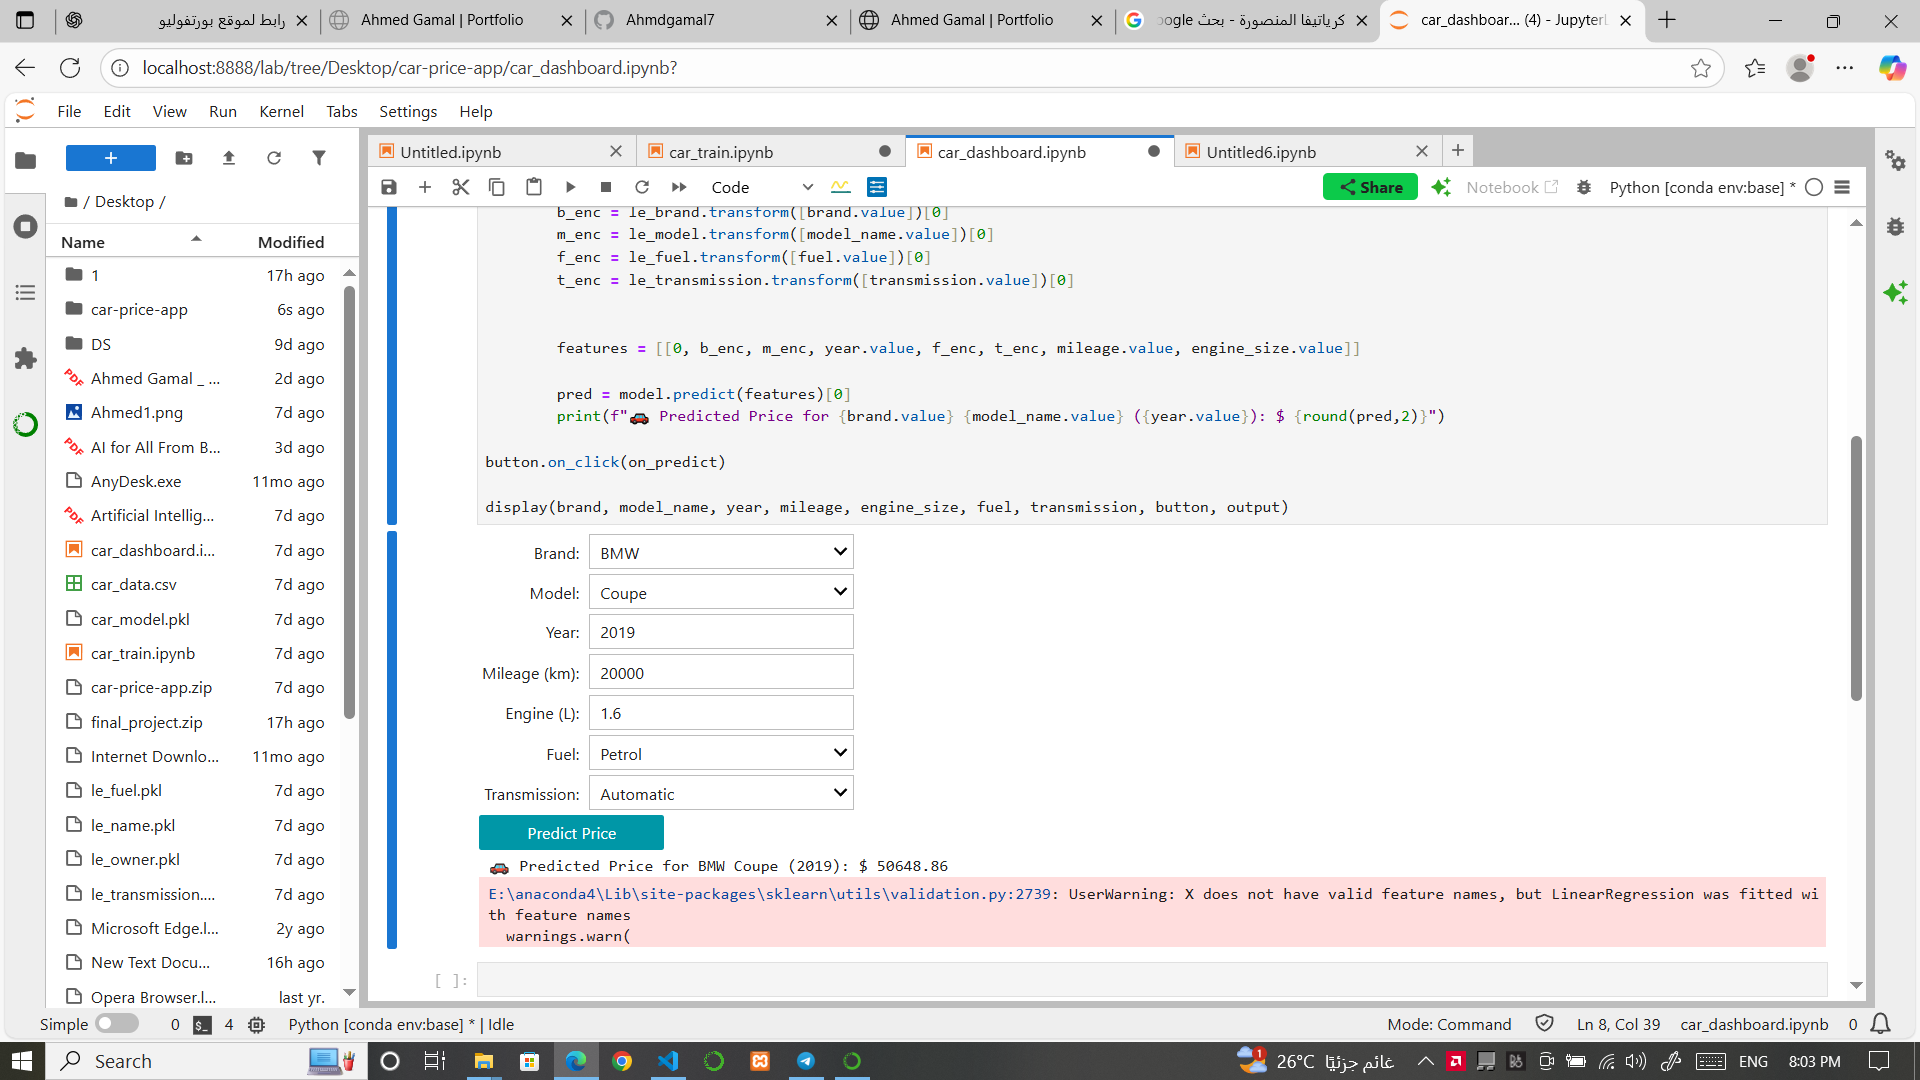 رابط لموقع بورتفوليو
Ahmed Gamal | Portfolio
Ahmdgamal7
Ahmed Gamal | Portfolio
كرياتيفا المنصورة - بحث Google
car_dashboar... (4) - JupyterL
localhost:8888/lab/tree/Desktop/car-price-app/car_dashboard.ipynb?
File Edit View Run Kernel Tabs Settings Help
+
/ Desktop /
Name Modified
1 17h ago
car-price-app 6s ago
DS 9d ago
Ahmed Gamal _ ... 2d ago
Ahmed1.png 7d ago
AI for All From B... 3d ago
AnyDesk.exe 11mo ago
Artificial Intellig... 7d ago
car_dashboard.i... 7d ago
car_data.csv 7d ago
car_model.pkl 7d ago
car_train.ipynb 7d ago
car-price-app.zip 7d ago
final_project.zip 17h ago
Internet Downlo... 11mo ago
le_fuel.pkl 7d ago
le_name.pkl 7d ago
le_owner.pkl 7d ago
le_transmission.... 7d ago
Microsoft Edge.l... 2y ago
New Text Docu... 16h ago
Opera Browser.l... last yr.
Untitled.ipynb
car_train.ipynb
car_dashboard.ipynb
Untitled6.ipynb
Code
Share
Notebook
Python [conda env:base] *
b_enc = le_brand.transform([brand.value])[0]
m_enc = le_model.transform([model_name.value])[0]
f_enc = le_fuel.transform([fuel.value])[0]
t_enc = le_transmission.transform([transmission.value])[0]
features = [[0, b_enc, m_enc, year.value, f_enc, t_enc, mileage.value, engine_size.value]]
pred = model.predict(features)[0]
print(f"🚗 Predicted Price for {brand.value} {model_name.value} ({year.value}): $ {round(pred,2)}")
button.on_click(on_predict)
display(brand, model_name, year, mileage, engine_size, fuel, transmission, button, output)
Brand: BMW
Model: Coupe
Year: 2019
Mileage (km): 20000
Engine (L): 1.6
Fuel: Petrol
Transmission: Automatic
Predict Price
🚗 Predicted Price for BMW Coupe (2019): $ 50648.86
E:\anaconda4\Lib\site-packages\sklearn\utils\validation.py:2739: UserWarning: X does not have valid feature names, but LinearRegression was fitted wi
th feature names
warnings.warn(
[ ]:
Simple 0 4 Python [conda env:base] * | Idle
Mode: Command Ln 8, Col 39 car_dashboard.ipynb 0
Search
1 26°C غائم جزئيًا ENG 8:03 PM